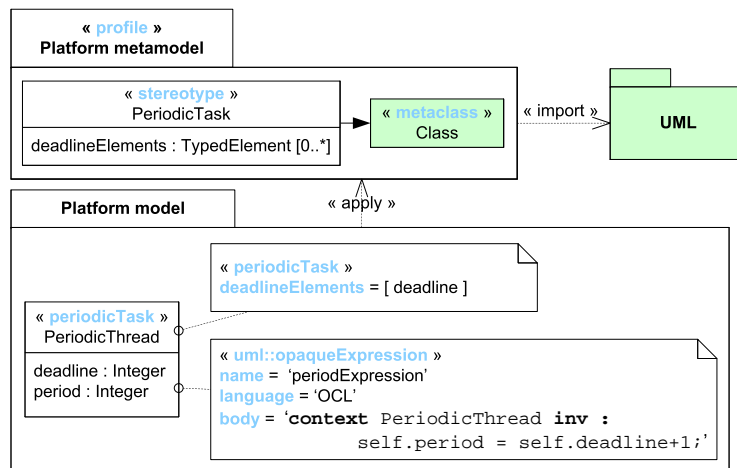 « profile »
Platform metamodel
« stereotype »
PeriodicTask
deadlineElements : TypedElement [0..*]
« metaclass »
Class
« import »
UML
« apply »
Platform model
« periodicTask »
deadlineElements = [ deadline ]
« periodicTask »
PeriodicThread
deadline : Integer
period : Integer
« uml::opaqueExpression »
name = ‘periodExpression’
language = ‘OCL’
body = ‘context PeriodicThread inv :
self.period = self.deadline+1;’